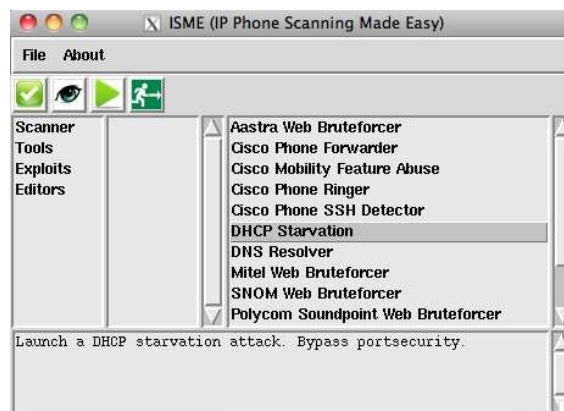 ISME (IP Phone Scanning Made Easy)
File About
Scanner
Tools
Exploits
Editors
Aastra Web Bruteforcer
Cisco Phone Forwarder
Cisco Mobility Feature Abuse
Cisco Phone Ringer
Cisco Phone SSH Detector
DHCP Starvation
DNS Resolver
Mitel Web Bruteforcer
SNOM Web Bruteforcer
Polycom Soundpoint Web Bruteforcer
Launch a DHCP starvation attack. Bypass portsecurity.